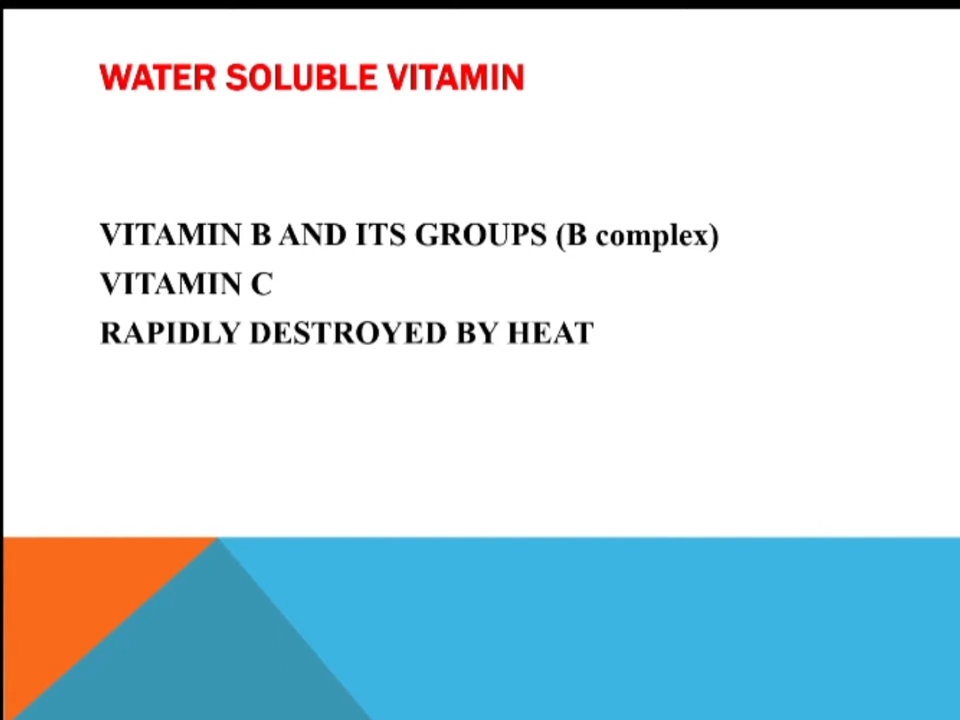 WATER SOLUBLE VITAMIN
VITAMIN B AND ITS GROUPS (B complex)
VITAMIN C
RAPIDLY DESTROYED BY HEAT